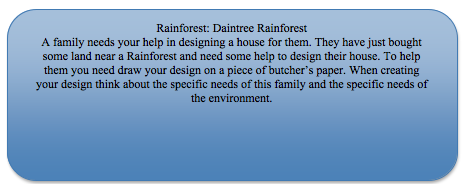 Rainforest: Daintree Rainforest
A family needs your help in designing a house for them. They have just bought
some land near a Rainforest and need some help to design their house. To help
them you need draw your design on a piece of butcher’s paper. When creating
your design think about the specific needs of this family and the specific needs of
the environment.